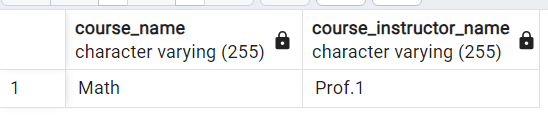 course_name course_instructor_name
character varying (255) character varying (255)
1 Math Prof.1